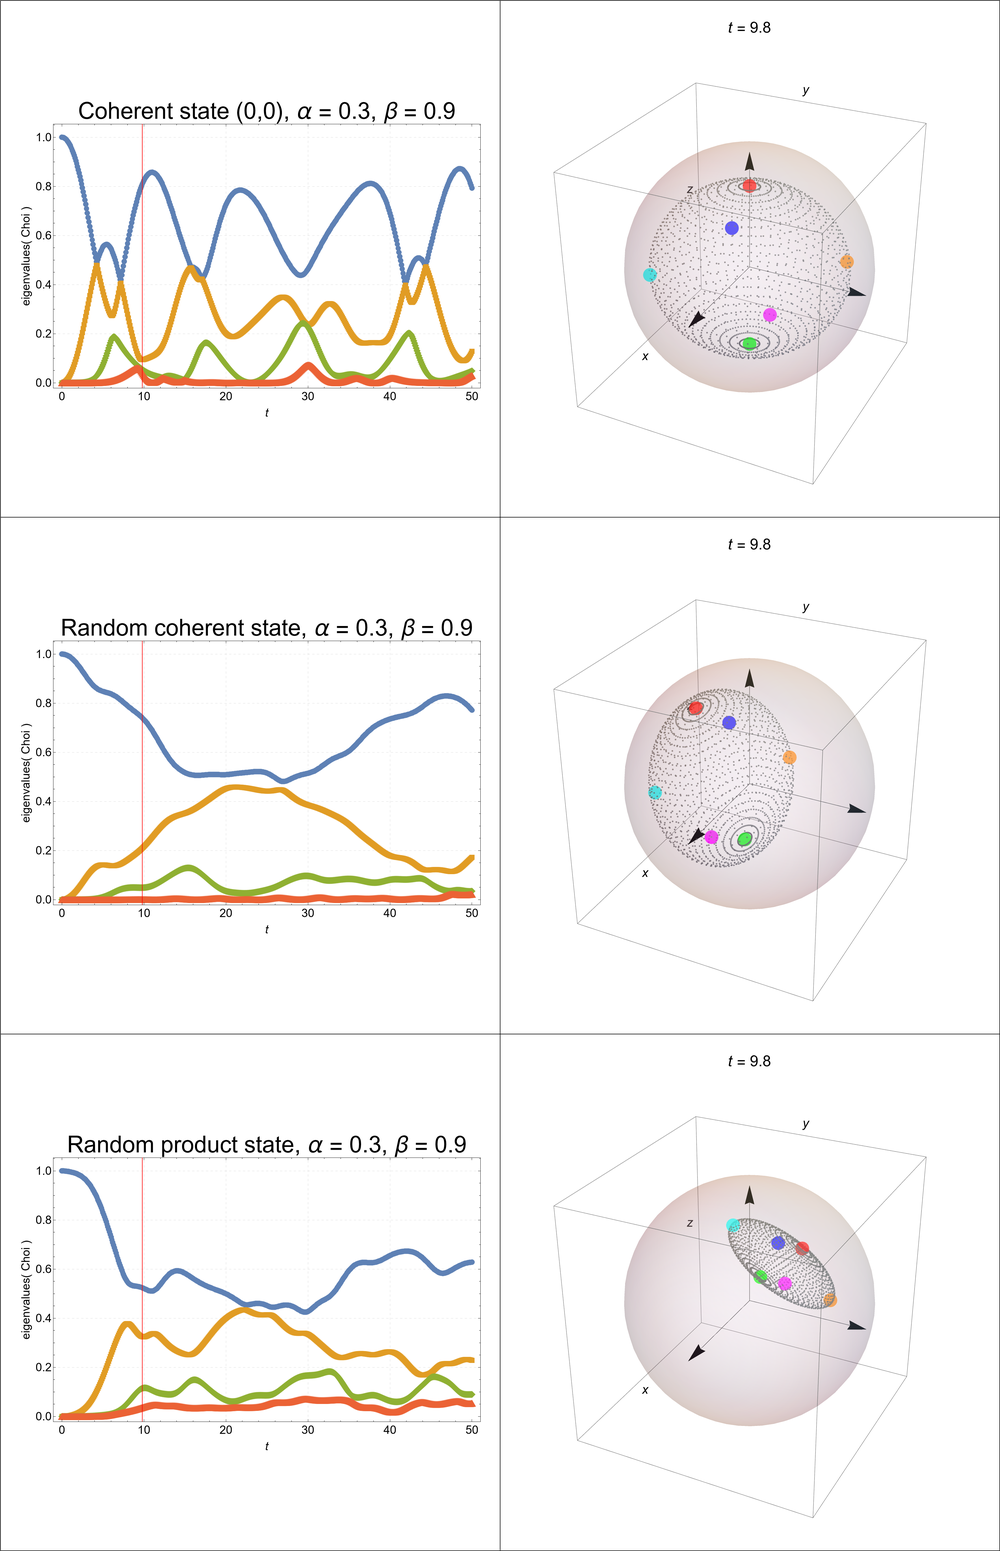 t = 9.8
Coherent state (0,0), α = 0.3, β = 0.9
eigenvalues( Choi )
1.0
0.8
0.6
0.4
0.2
0.0
0 10 20 30 40 50
t
y
z
x
t = 9.8
Random coherent state, α = 0.3, β = 0.9
eigenvalues( Choi )
1.0
0.8
0.6
0.4
0.2
0.0
0 10 20 30 40 50
t
y
x
t = 9.8
Random product state, α = 0.3, β = 0.9
eigenvalues( Choi )
1.0
0.8
0.6
0.4
0.2
0.0
0 10 20 30 40 50
t
y
z
x